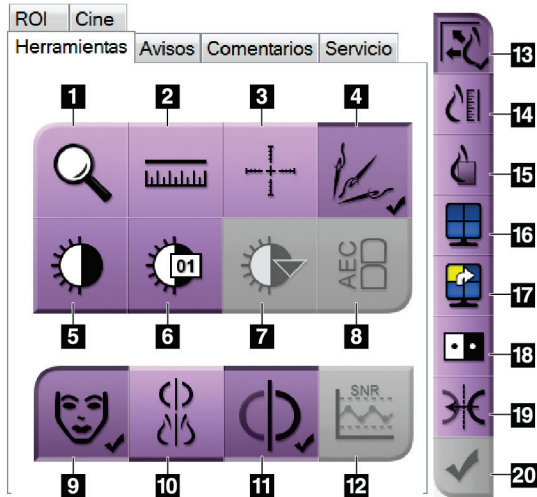 ROI Cine
Herramientas Avisos Comentarios Servicio
1 2 3 4
13
14
15
01
AEC
16
5 6 7 8
17
18
SNR
19
9 10 11 12
20